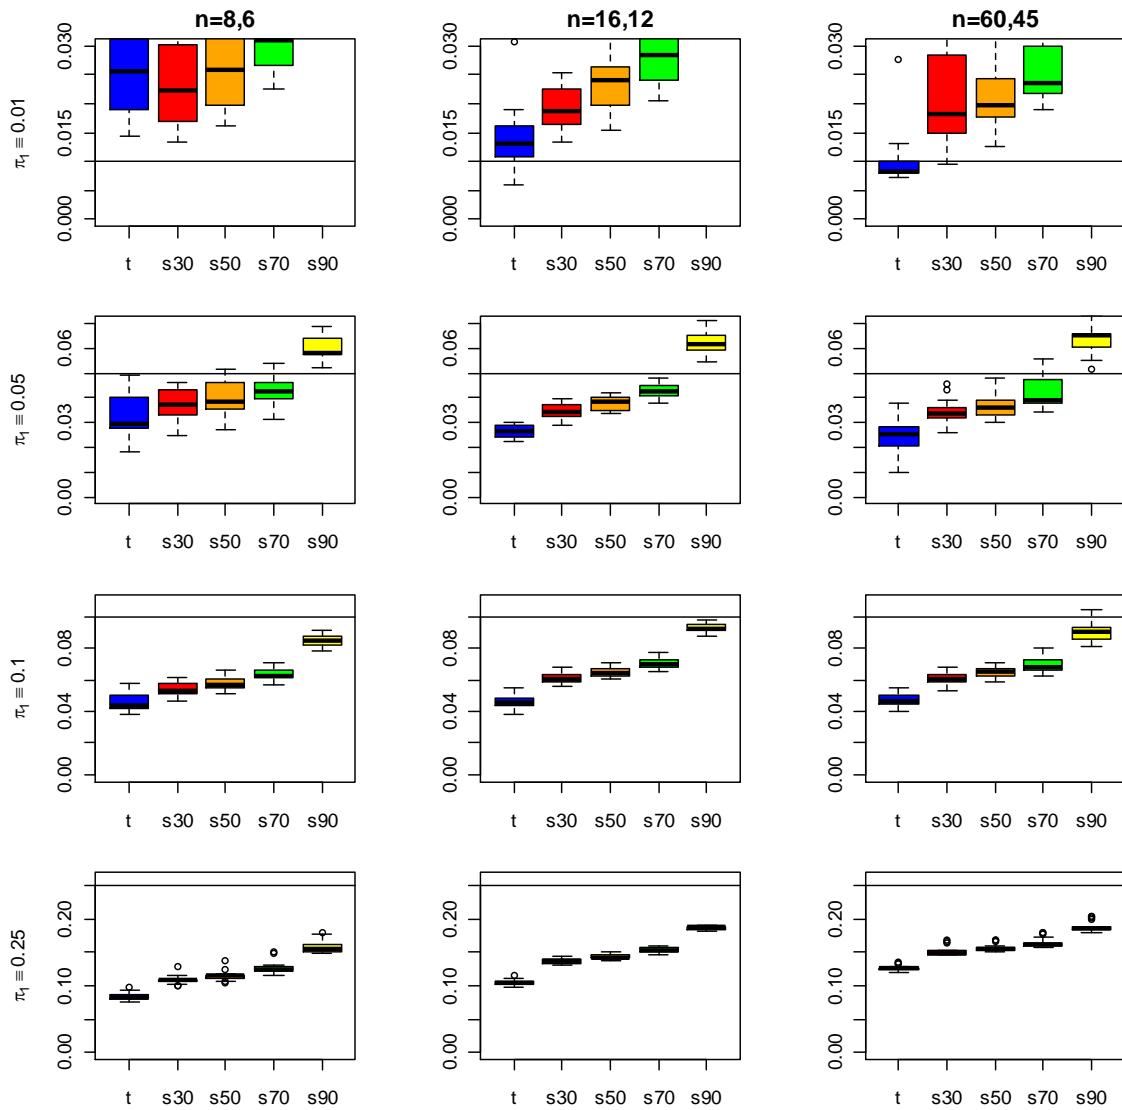 n=8,6 n=16,12 n=60,45
π₁ = 0.01
0.000 0.015 0.030
0.000 0.015 0.030
0.000 0.015 0.030
t s30 s50 s70 s90
t s30 s50 s70 s90
t s30 s50 s70 s90
π₁ = 0.05
0.00 0.03 0.06
0.00 0.03 0.06
0.00 0.03 0.06
t s30 s50 s70 s90
t s30 s50 s70 s90
t s30 s50 s70 s90
π₁ = 0.1
0.00 0.04 0.08
0.00 0.04 0.08
0.00 0.04 0.08
t s30 s50 s70 s90
t s30 s50 s70 s90
t s30 s50 s70 s90
π₁ = 0.25
0.00 0.10 0.20
0.00 0.10 0.20
0.00 0.10 0.20
t s30 s50 s70 s90
t s30 s50 s70 s90
t s30 s50 s70 s90